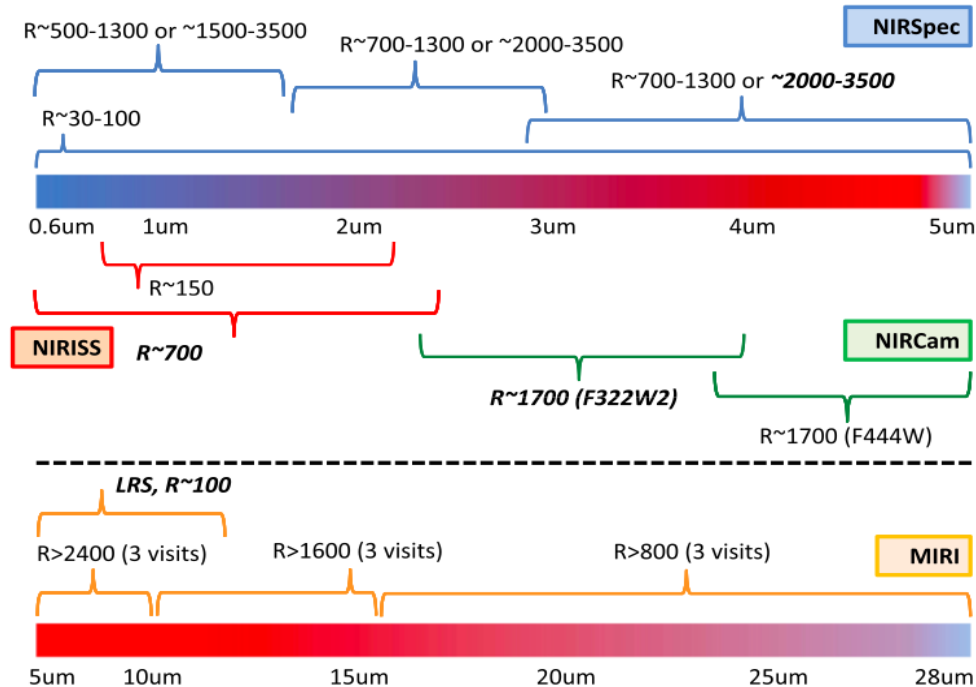 R~500-1300 or ~1500-3500
NIRSpec
R~700-1300 or ~2000-3500
R~700-1300 or ~2000-3500
R~30-100
0.6um 1um 2um 3um 4um 5um
R~150
NIRISS
R~700
NIRCam
R~1700 (F322W2)
R~1700 (F444W)
LRS, R~100
R>2400 (3 visits)
R>1600 (3 visits)
R>800 (3 visits)
MIRI
5um 10um 15um 20um 25um 28um